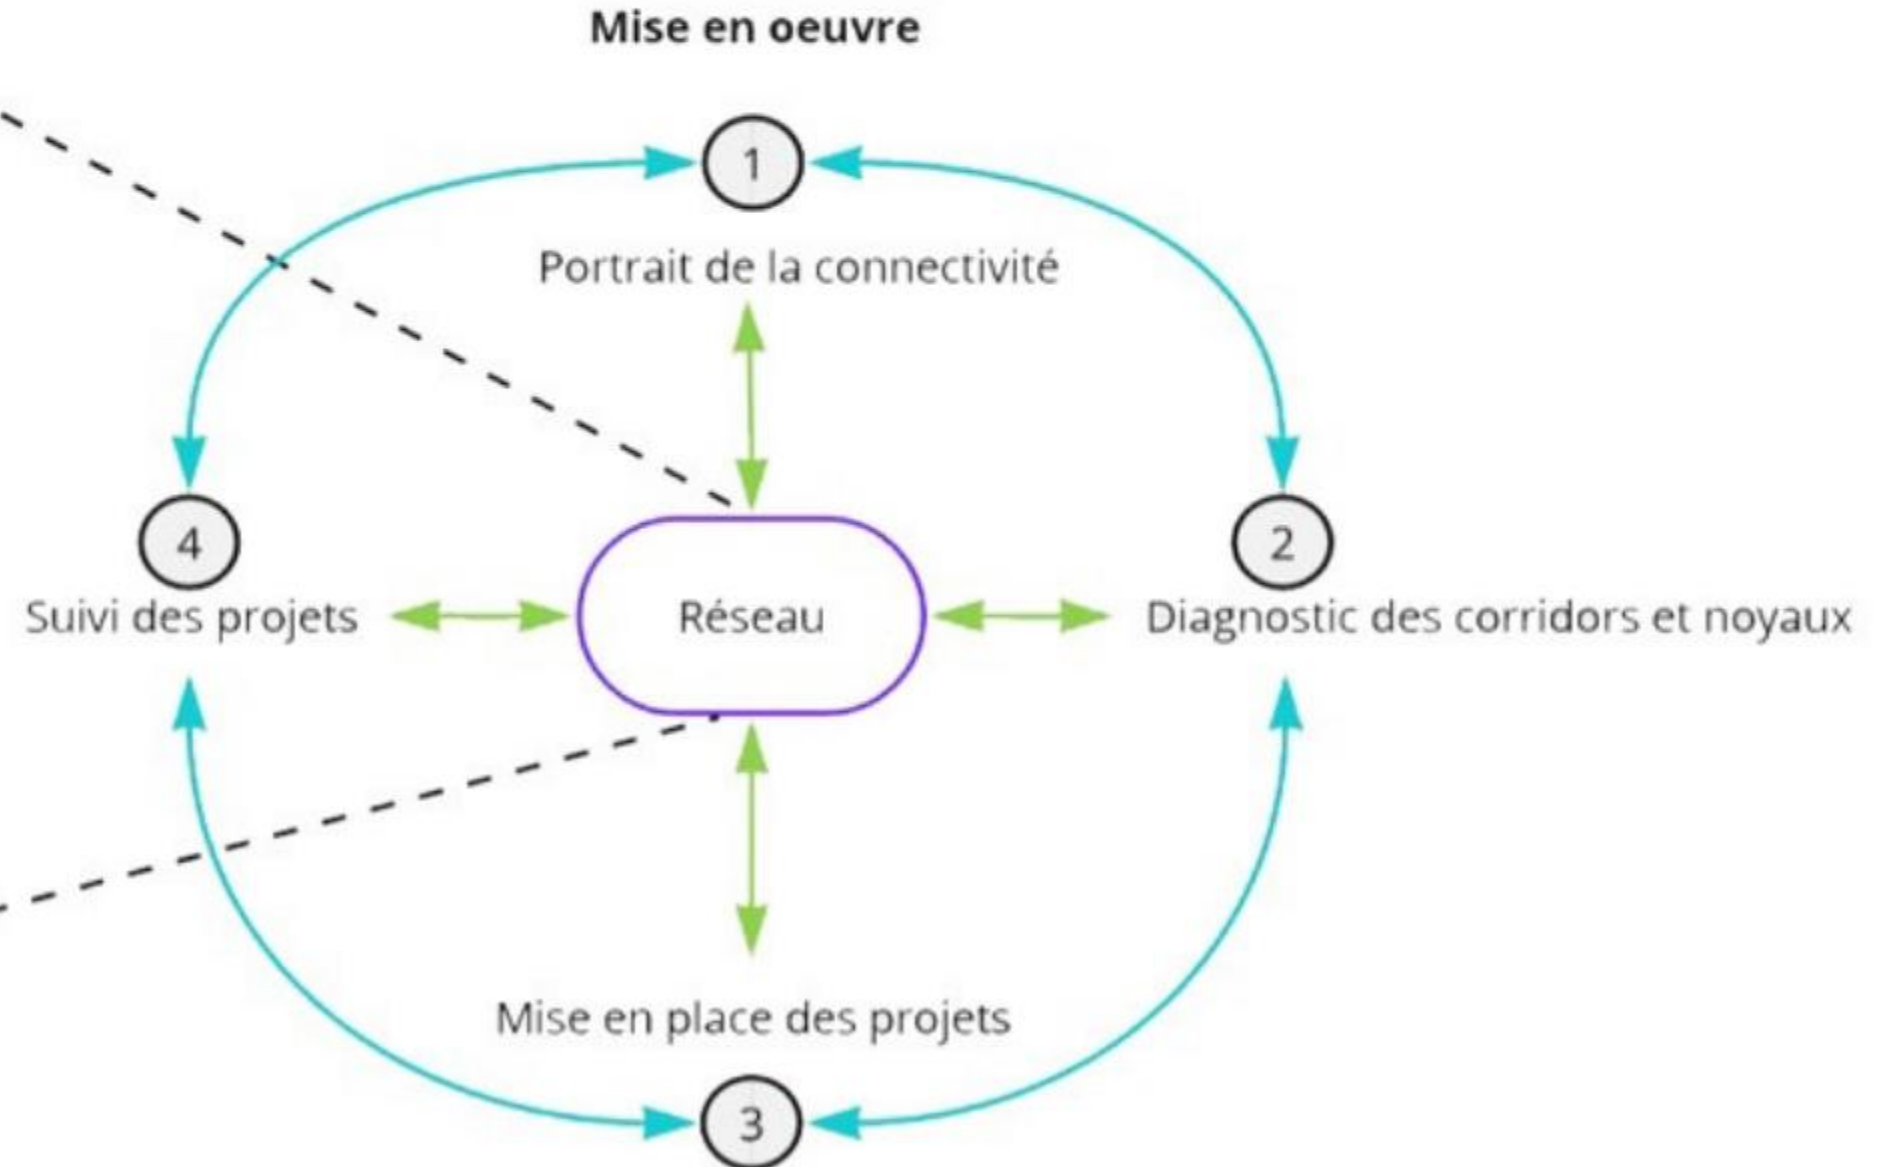 Mise en oeuvre
1
Portrait de la connectivité
4
2
Suivi des projets
Réseau
Diagnostic des corridors et noyaux
Mise en place des projets
3